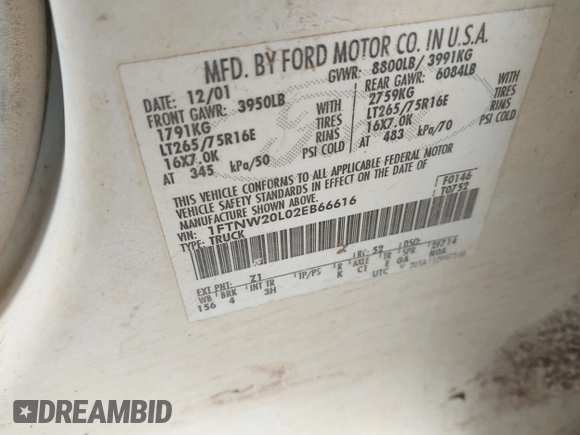 MFD. BY FORD MOTOR CO. IN U.S.A.
DATE: 12/01 GVWR: 8800LB/ 3991KG
FRONT GAWR: 3950LB REAR GAWR: 6084LB
1791KG WITH 2759KG WITH
LT265/75R16E TIRES LT265/75R16E TIRES
16X7.0K RIMS 16X7.0K RIMS
AT 345 kPa/50 PSI COLD AT 483 kPa/70 PSI COLD
THIS VEHICLE CONFORMS TO ALL APPLICABLE FEDERAL MOTOR
VEHICLE SAFETY STANDARDS IN EFFECT ON THE DATE OF
MANUFACTURE SHOWN ABOVE.
VIN: 1FTNW20L02EB66616 F0146
TYPE: TRUCK T0752
EXT PNT: Z1 RC: 52 DSO:
WB BRK INT TR TP/PS R AXLE TR SPR
156 4 3H K C1 E GA
UTC
DREAMBID